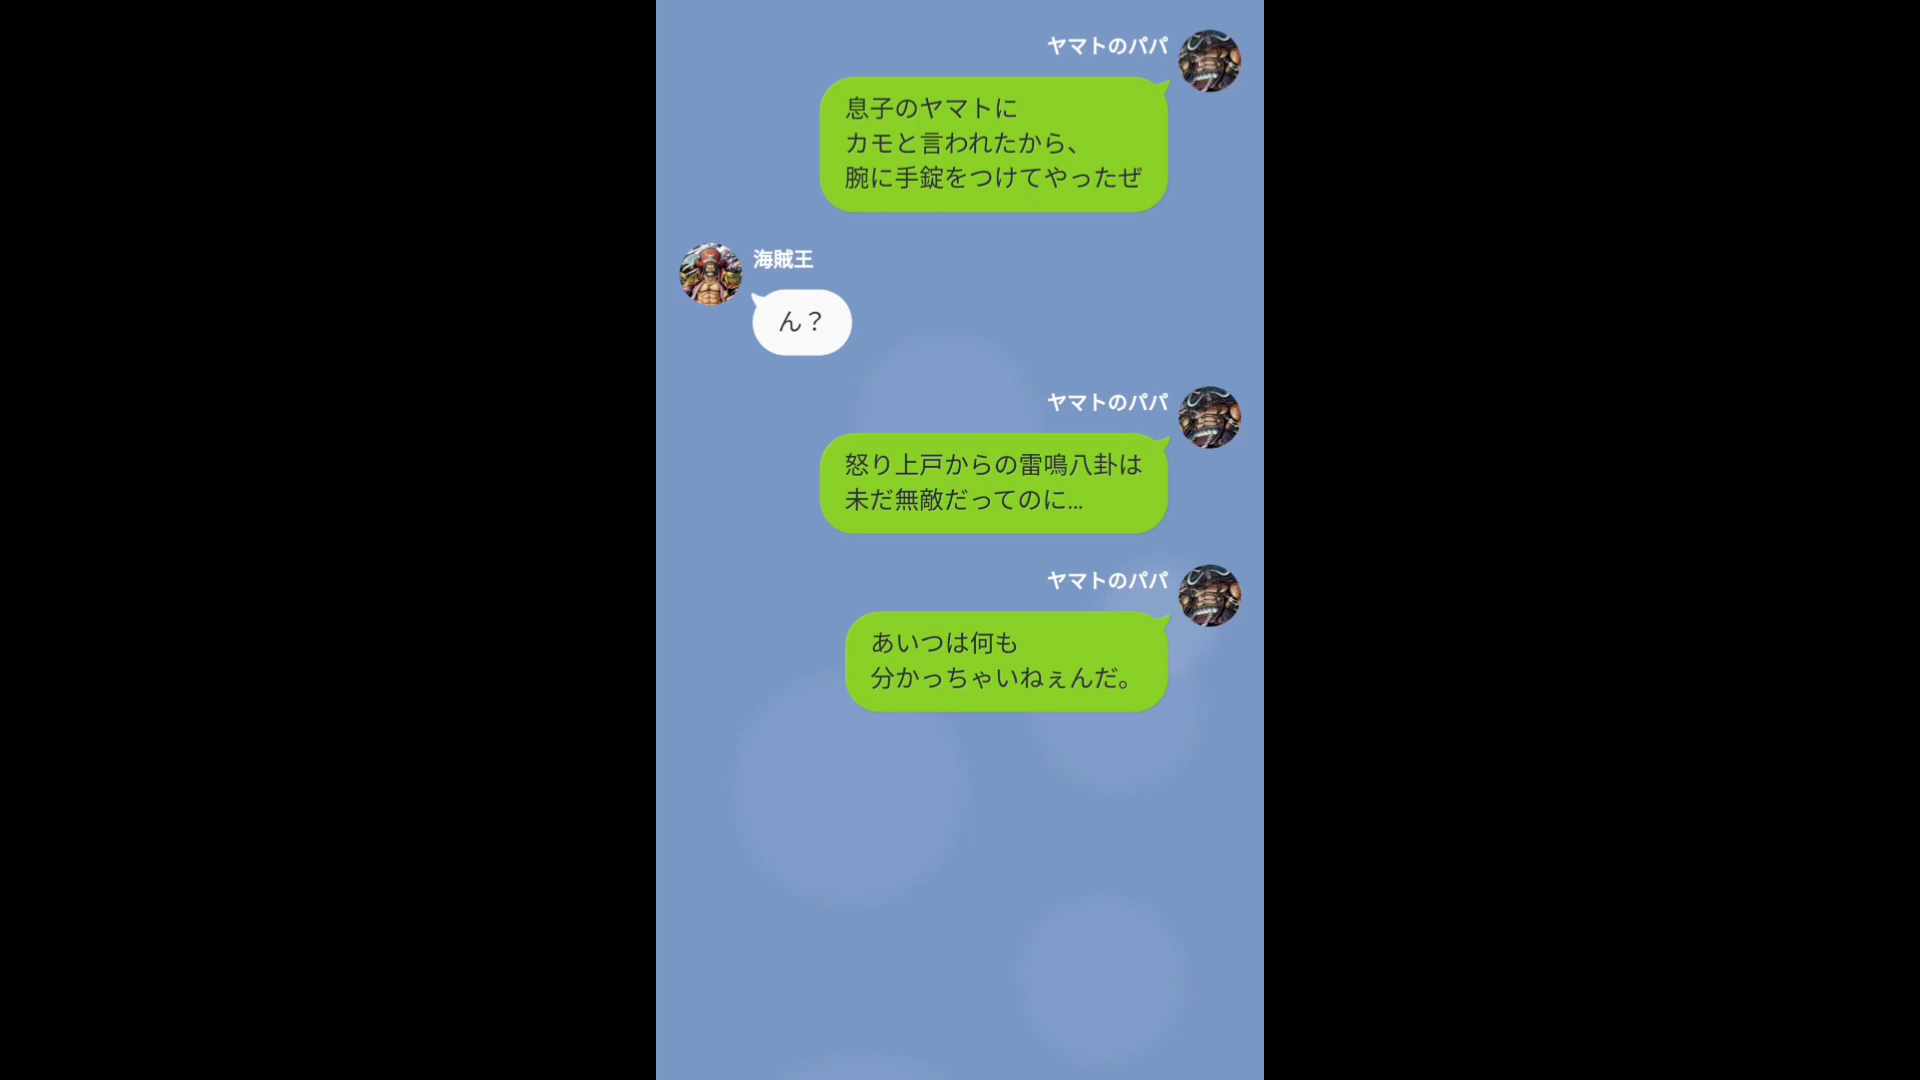 ヤマトのパパ
息子のヤマトに
カモと言われたから、
腕に手錠をつけてやったぜ
海賊王
ん？
ヤマトのパパ
怒り上戸からの雷鳴八卦は
未だ無敵だってのに...
ヤマトのパパ
あいつは何も
分かっちゃいねぇんだ。